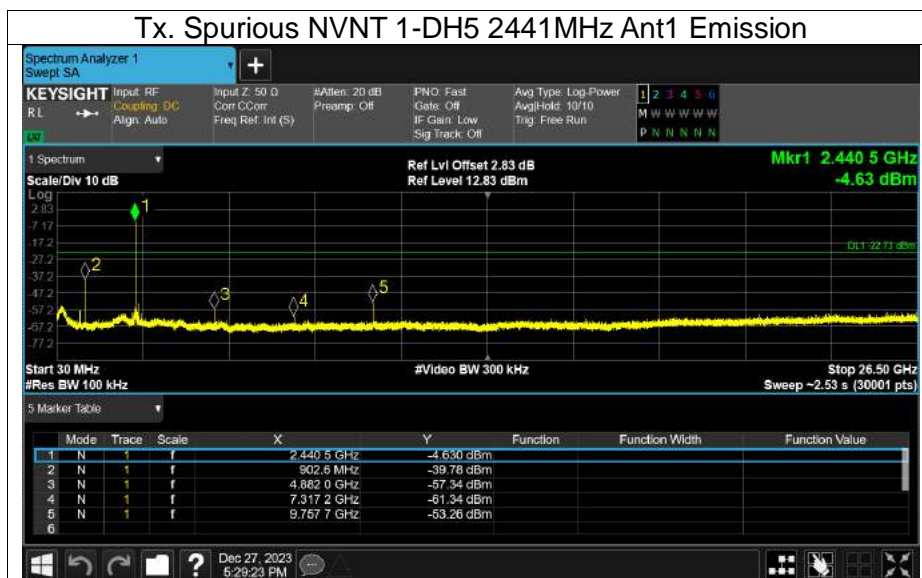 Tx. Spurious NVNT 1-DH5 2441MHz Ant1 Emission
Spectrum Analyzer 1
Swept SA
+
KEYSIGHT Input: RF Input Z: 50 Ω #Atten: 20 dB PNO: Fast Avg Type: Log-Power 1 2 3 4 5 6
R L Coupling: DC Corr CCorr Preamp: Off Gate: Off Avg|Hold: 10/10 M W W W W W
Align: Auto Freq Ref: Int (S) IF Gain: Low Trig: Free Run
Sig Track: Off P N N N N N
LXI
1 Spectrum Ref Lvl Offset 2.83 dB Mkr1 2.440 5 GHz
Scale/Div 10 dB Ref Level 12.83 dBm -4.63 dBm
Log
2.83
-7.17
-17.2
DL1 -22.73 dBm
-27.2
-37.2
-47.2
-57.2
-67.2
-77.2
1
2
3
4
5
Start 30 MHz #Video BW 300 kHz Stop 26.50 GHz
#Res BW 100 kHz Sweep ~2.53 s (30001 pts)
5 Marker Table
Mode Trace Scale X Y Function Function Width Function Value
1 N 1 f 2.440 5 GHz -4.630 dBm
2 N 1 f 902.6 MHz -39.78 dBm
3 N 1 f 4.882 0 GHz -57.34 dBm
4 N 1 f 7.317 2 GHz -61.34 dBm
5 N 1 f 9.757 7 GHz -53.26 dBm
6
? Dec 27, 2023
5:29:23 PM